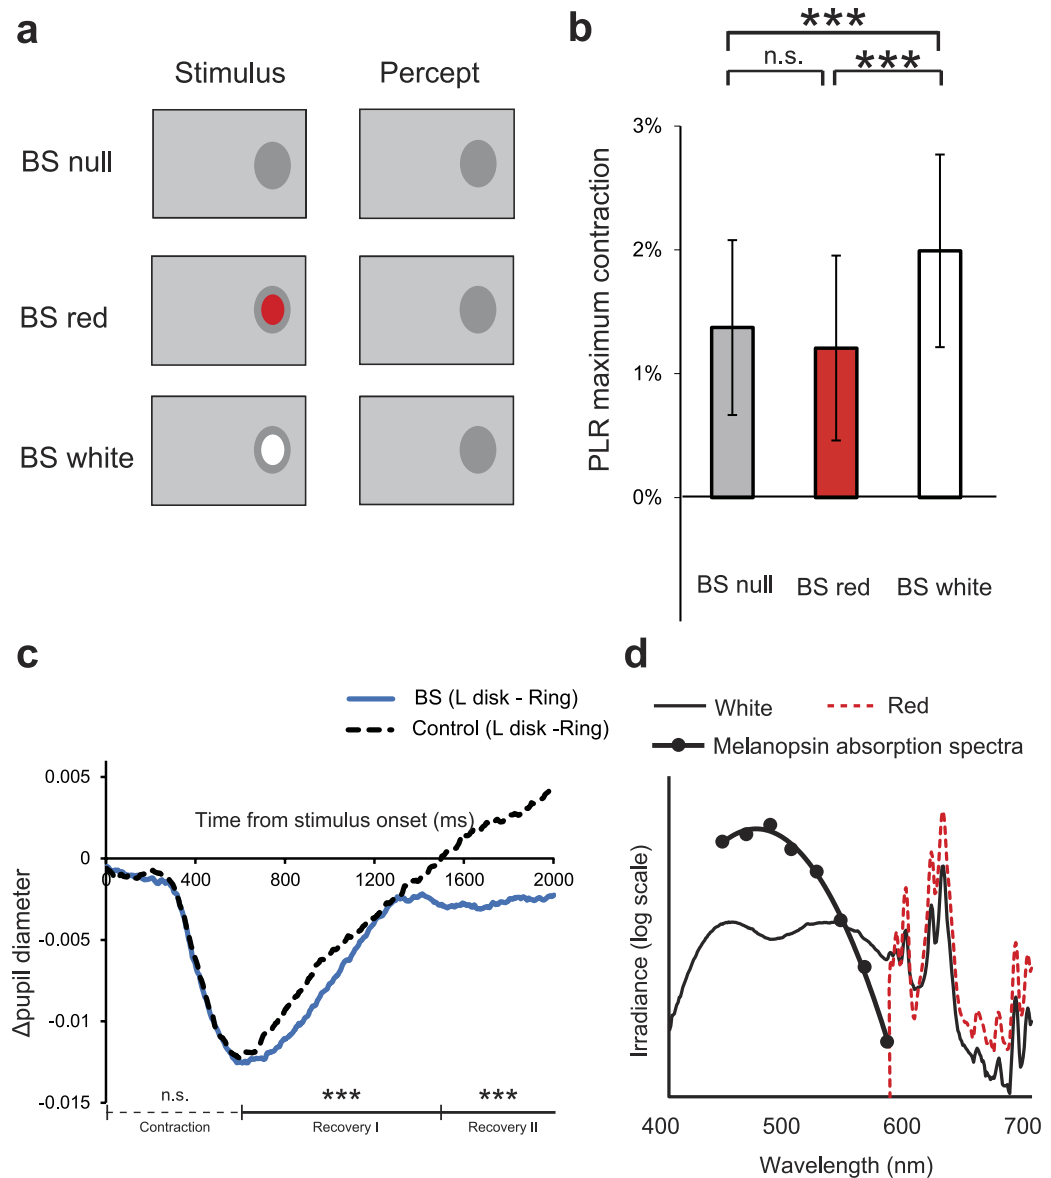 a
Stimulus Percept
BS null
BS red
BS white
b
***
n.s. ***
PLR maximum contraction
3%
2%
1%
0%
BS null BS red BS white
c
BS (L disk - Ring)
Control (L disk -Ring)
Δpupil diameter
0.005
0
-0.005
-0.01
-0.015
Time from stimulus onset (ms)
0 400 800 1200 1600 2000
n.s. *** ***
Contraction Recovery I Recovery II
d
White Red
Melanopsin absorption spectra
Irradiance (log scale)
400 500 600 700
Wavelength (nm)